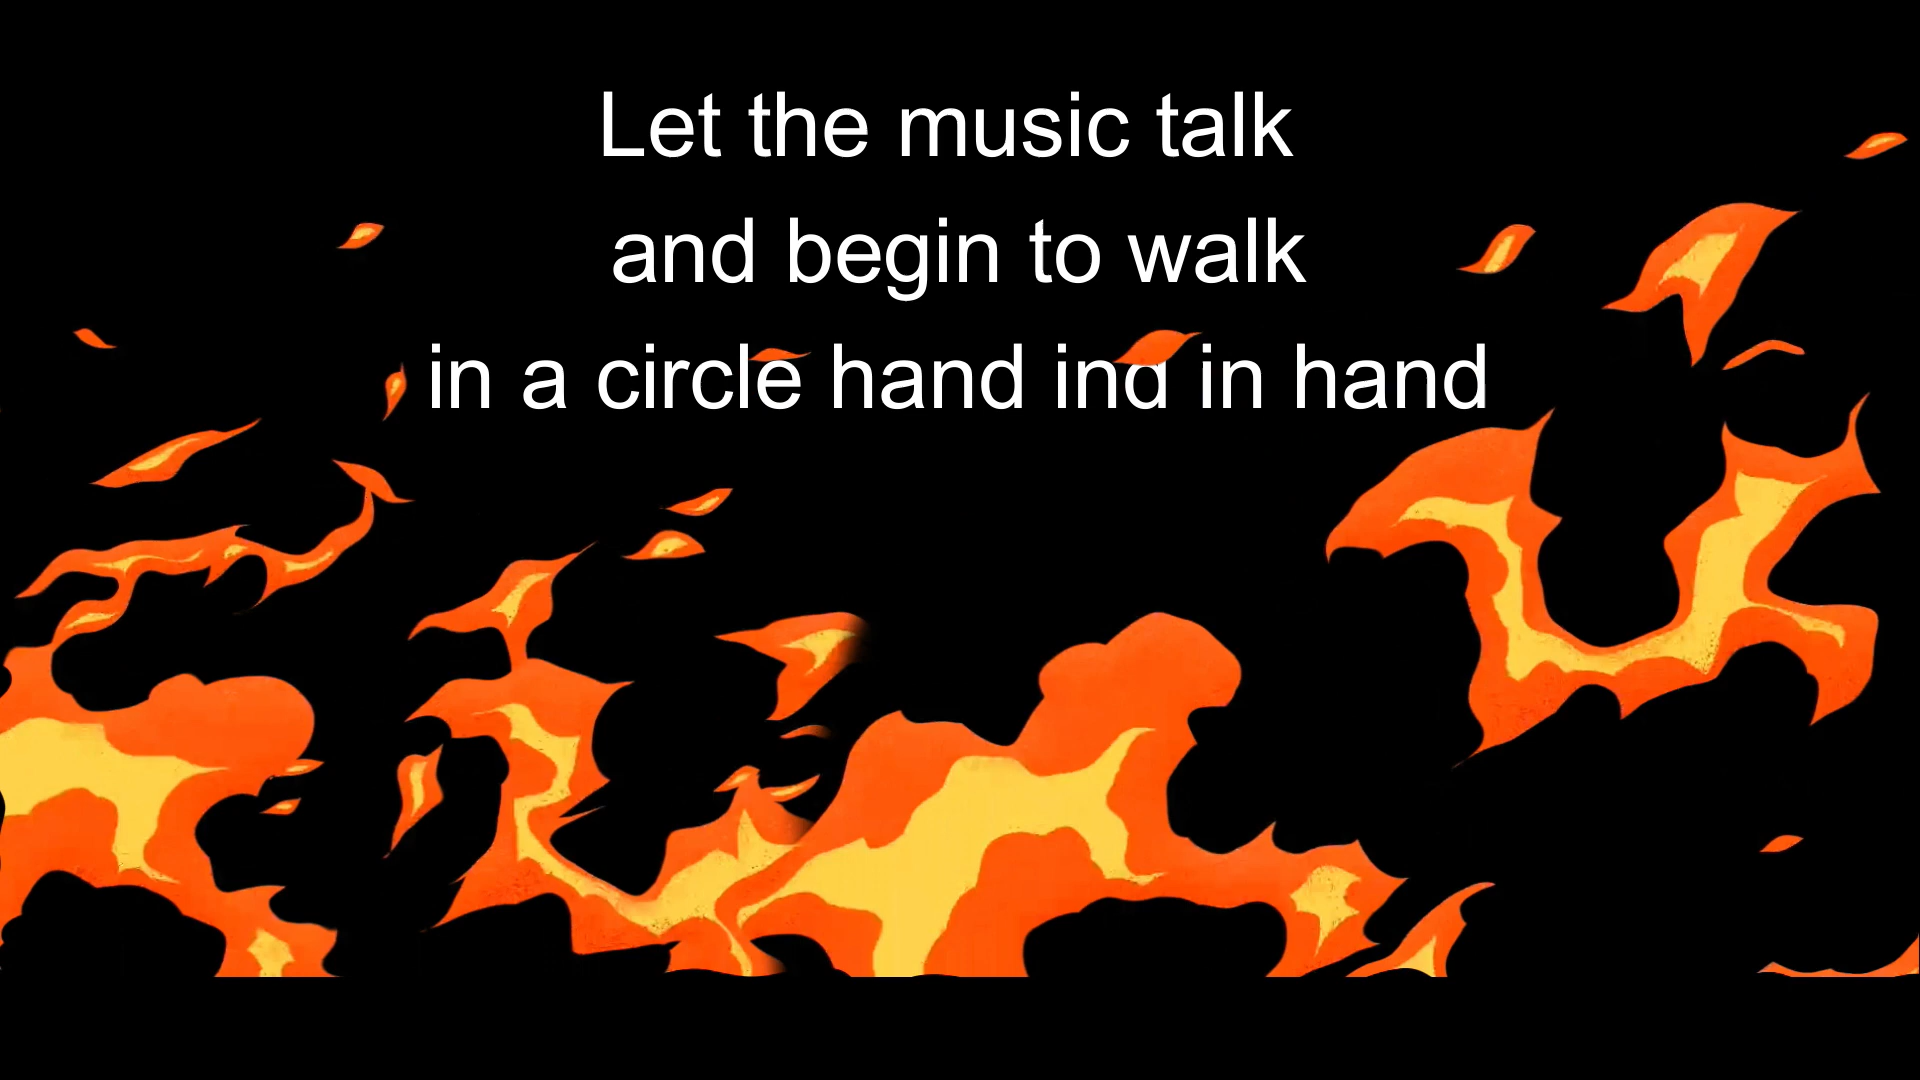 Let the music talk
and begin to walk
in a circle hand ind in hand